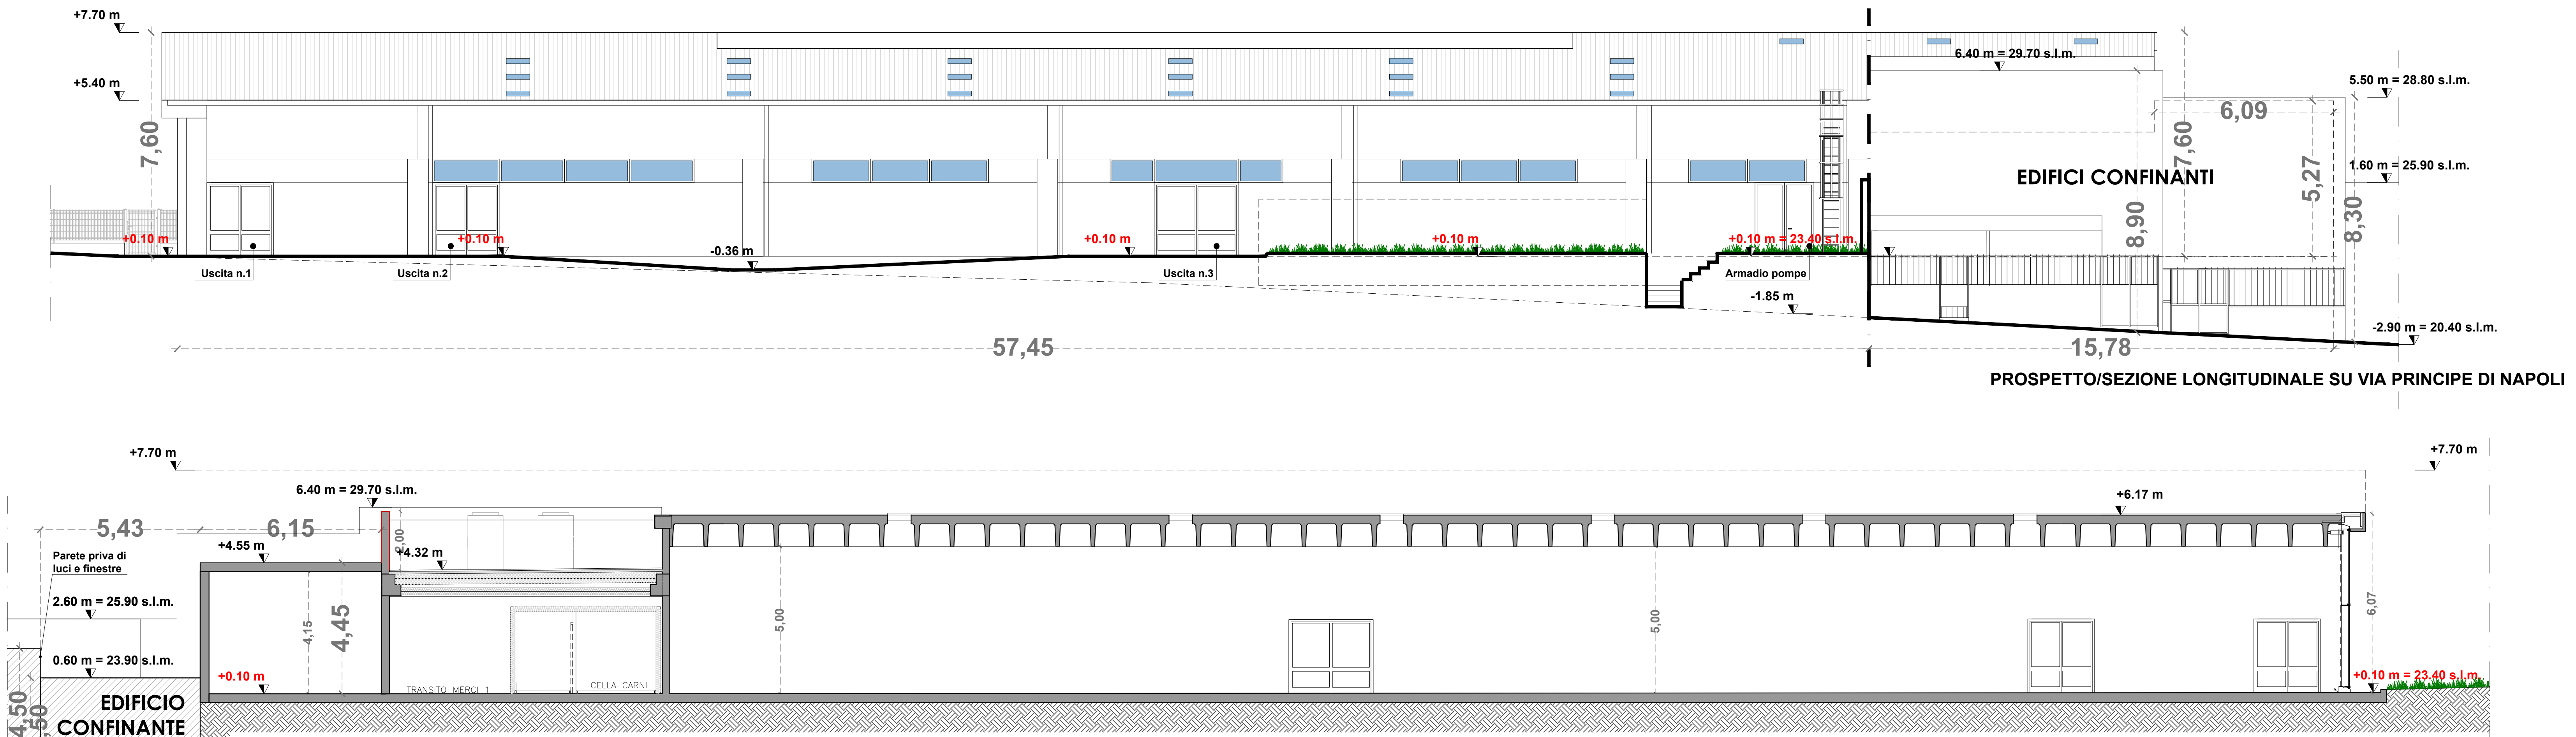 +7.70 m
6.40 m = 29.70 s.l.m.
+5.40 m
5.50 m = 28.80 s.l.m.
6,09
7,60
7,60
1.60 m = 25.90 s.l.m.
EDIFICI CONFINANTI
5,27
8,90
8,30
+0.10 m
+0.10 m
-0.36 m
+0.10 m
+0.10 m
+0.10 m = 23.40 s.l.m.
Uscita n.1
Uscita n.2
Uscita n.3
Armadio pompe
-1.85 m
-2.90 m = 20.40 s.l.m.
57,45
15,78
PROSPETTO/SEZIONE LONGITUDINALE SU VIA PRINCIPE DI NAPOLI
+7.70 m
+7.70 m
6.40 m = 29.70 s.l.m.
+6.17 m
5,43
6,15
2,00
+4.55 m
+4.32 m
Parete priva di
luci e finestre
2.60 m = 25.90 s.l.m.
4,15
4,45
5,00
5,00
6,07
0.60 m = 23.90 s.l.m.
+0.10 m
TRANSITO MERCI 1
CELLA CARNI
+0.10 m = 23.40 s.l.m.
4,50
,50
EDIFICIO
CONFINANTE